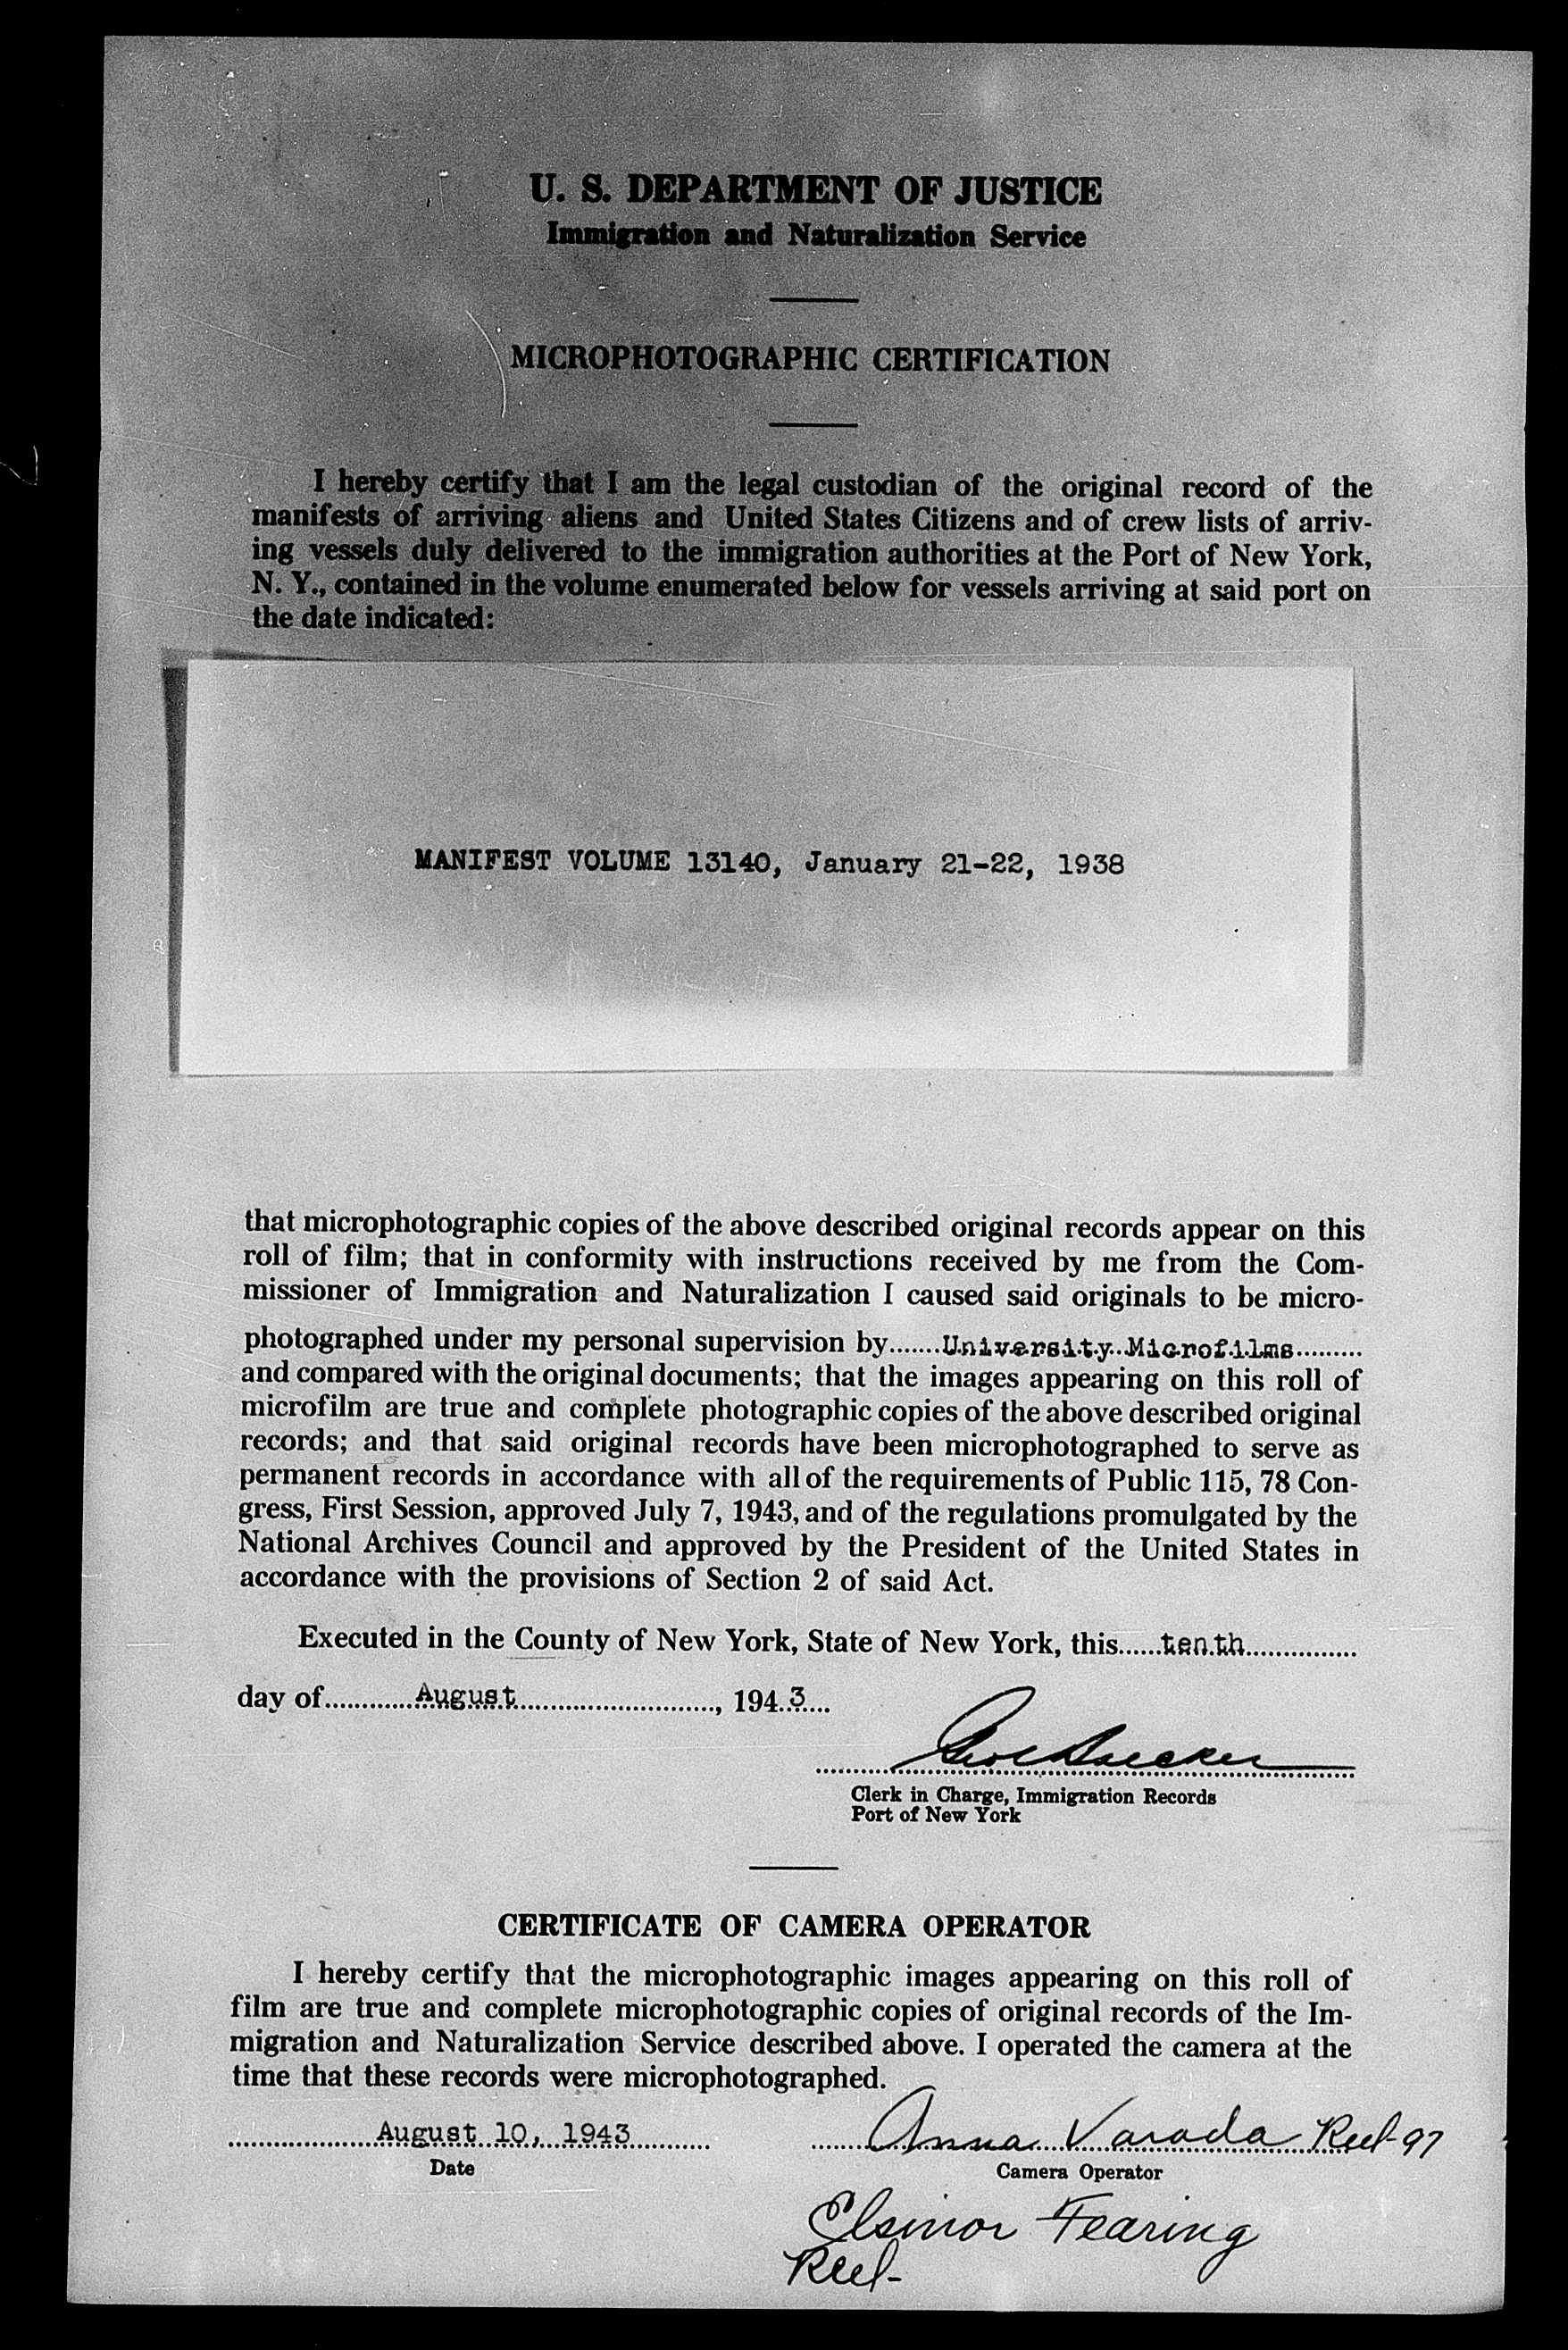 U. S. DEPARTMENT OF JUSTICE
Immigration and Naturalization Service
MICROPHOTOGRAPHIC CERTIFICATION
I hereby certify that I am the legal custodian of the original record of the
manifests of arriving aliens and United States Citizens and of crew lists of arriv-
ing vessels duly delivered to the immigration authorities at the Port of New York,
N. Y., contained in the volume enumerated below for vessels arriving at said port on
the date indicated:
MANIFEST VOLUME 13140, January 21-22, 1938
that microphotographic copies of the above described original records appear on this
roll of film; that in conformity with instructions received by me from the Com-
missioner of Immigration and Naturalization I caused said originals to be micro-
photographed under my personal supervision by University Microfilms
and compared with the original documents; that the images appearing on this roll of
microfilm are true and complete photographic copies of the above described original
records; and that said original records have been microphotographed to serve as
permanent records in accordance with all of the requirements of Public 115, 78 Con-
gress, First Session, approved July 7, 1943, and of the regulations promulgated by the
National Archives Council and approved by the President of the United States in
accordance with the provisions of Section 2 of said Act.
Executed in the County of New York, State of New York, this tenth
day of August, 1943
Clerk in Charge, Immigration Records
Port of New York
CERTIFICATE OF CAMERA OPERATOR
I hereby certify that the microphotographic images appearing on this roll of
film are true and complete microphotographic copies of original records of the Im-
migration and Naturalization Service described above. I operated the camera at the
time that these records were microphotographed.
August 10, 1943 Anna Varada Reel-97
Date Camera Operator
Elsinor Fearing
Reel-